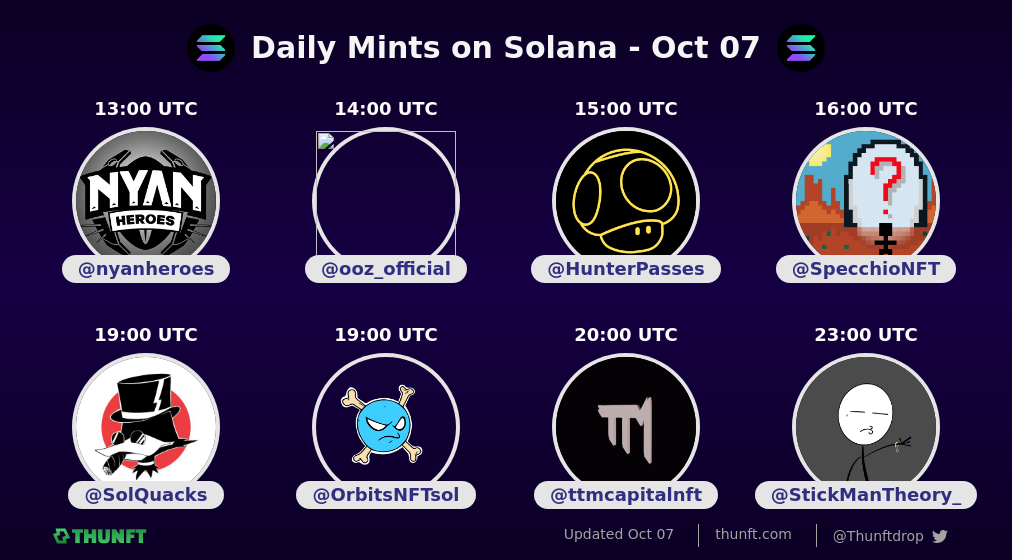 Daily Mints on Solana - Oct 07
13:00 UTC
14:00 UTC
15:00 UTC
16:00 UTC
NYAN
HEROES
?
@nyanheroes
@ooz_official
@HunterPasses
@SpecchioNFT
19:00 UTC
19:00 UTC
20:00 UTC
23:00 UTC
@SolQuacks
@OrbitsNFTsol
@ttmcapitalnft
@StickManTheory_
THUNFT
Updated Oct 07
thunft.com
@Thunftdrop